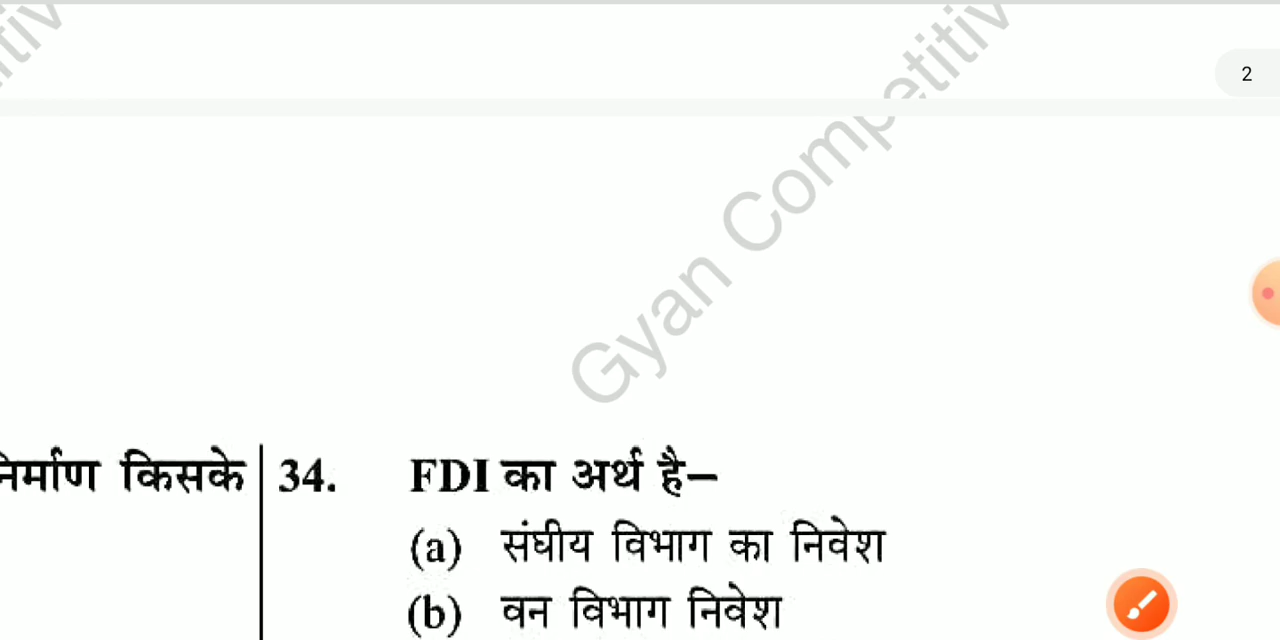 2
Gyan Competitiv
निर्माण किसके
34. FDI का अर्थ है–
(a) संघीय विभाग का निवेश
(b) वन विभाग निवेश